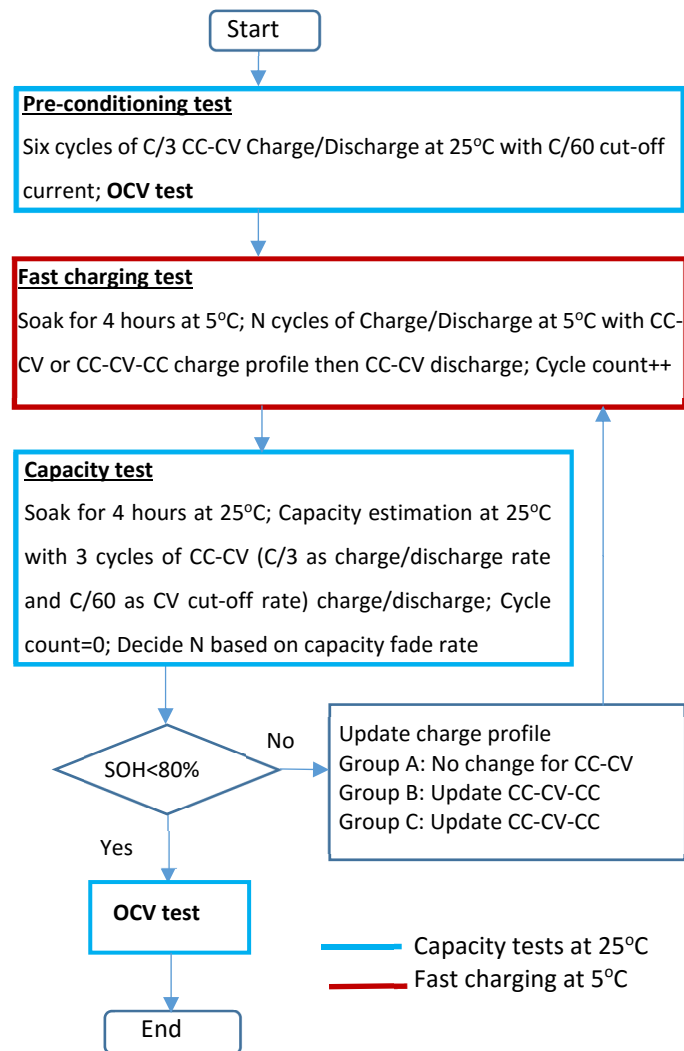 Start
Pre-conditioning test
Six cycles of C/3 CC-CV Charge/Discharge at 25°C with C/60 cut-off
current; OCV test
Fast charging test
Soak for 4 hours at 5°C; N cycles of Charge/Discharge at 5°C with CC-
CV or CC-CV-CC charge profile then CC-CV discharge; Cycle count++
Capacity test
Soak for 4 hours at 25°C; Capacity estimation at 25°C
with 3 cycles of CC-CV (C/3 as charge/discharge rate
and C/60 as CV cut-off rate) charge/discharge; Cycle
count=0; Decide N based on capacity fade rate
SOH<80%
No
Update charge profile
Group A: No change for CC-CV
Group B: Update CC-CV-CC
Group C: Update CC-CV-CC
Yes
OCV test
Capacity tests at 25°C
Fast charging at 5°C
End